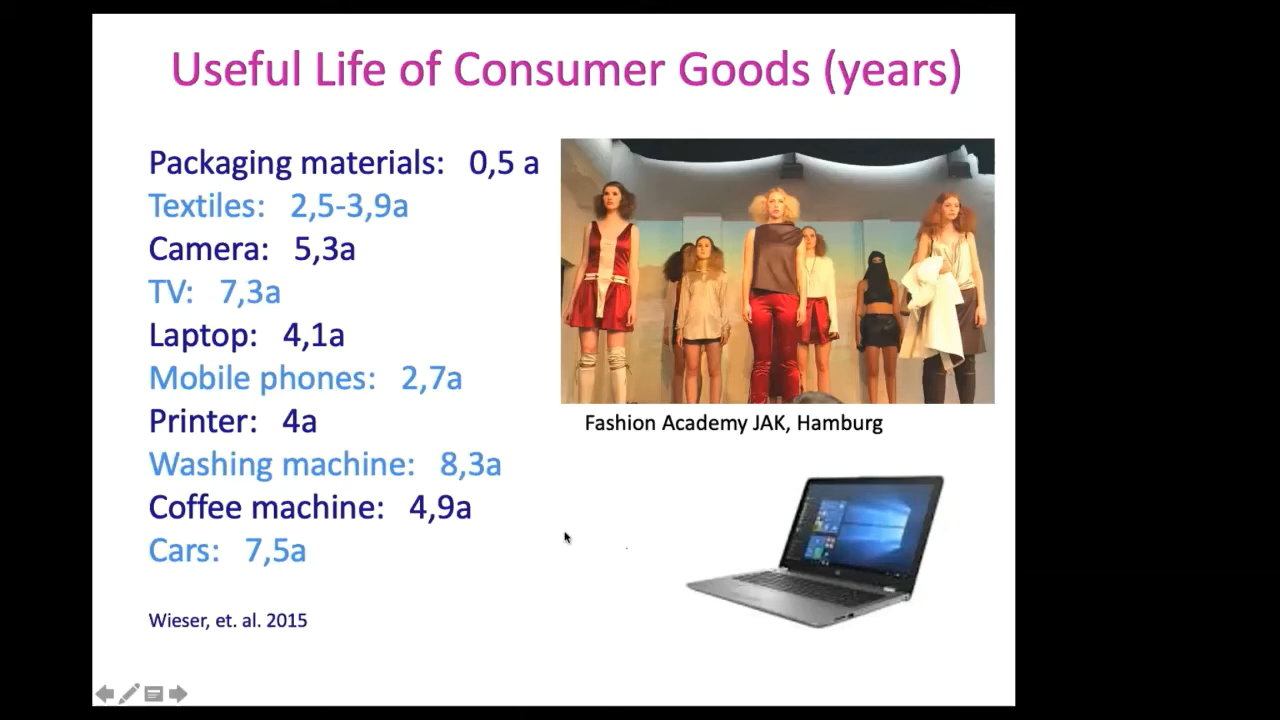 Useful Life of Consumer Goods (years)
Packaging materials: 0,5 a
Textiles: 2,5-3,9a
Camera: 5,3a
TV: 7,3a
Laptop: 4,1a
Mobile phones: 2,7a
Printer: 4a
Washing machine: 8,3a
Coffee machine: 4,9a
Cars: 7,5a
Wieser, et. al. 2015
Fashion Academy JAK, Hamburg